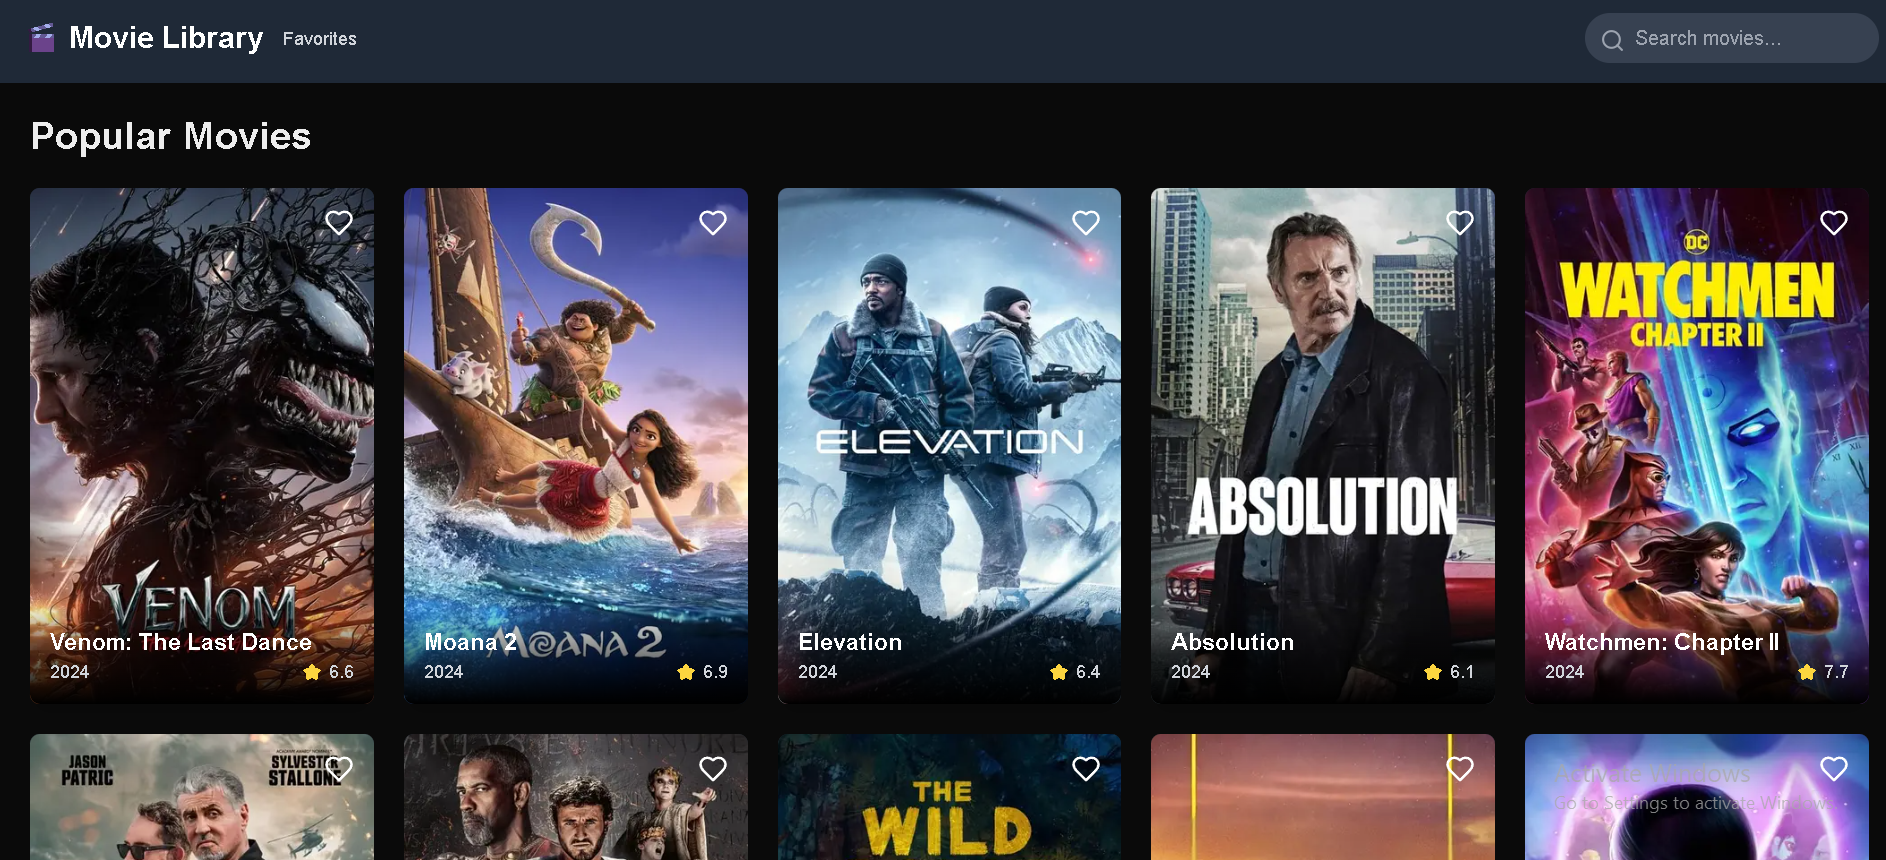 Movie Library Favorites
Search movies...
Popular Movies
ELEVATION
ABSOLUTION
DC
WATCHMEN
CHAPTER II
XII
XI
VENOM
Venom: The Last Dance
2024 6.6
MOANA 2
Moana 2
2024 6.9
Elevation
2024 6.4
Absolution
2024 6.1
Watchmen: Chapter II
2024 7.7
JASON
PATRIC
SYLVESTER
STALLONE
THE
WILD
Activate Windows
Go to Settings to activate Windows.